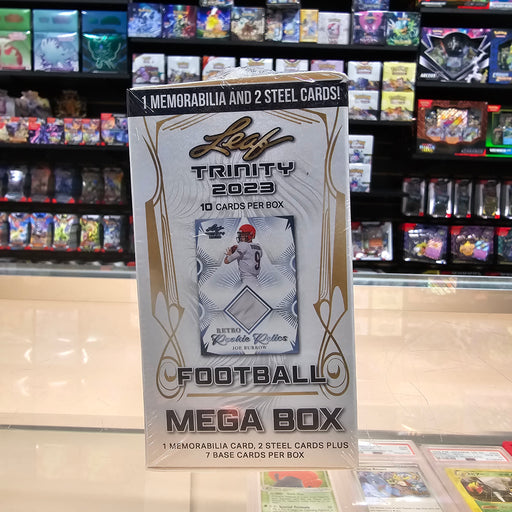 1 MEMORABILIA AND 2 STEEL CARDS!
Leaf
TRINITY
2023
10 CARDS PER BOX
9
RETRO
Rookie Relics
JOE BURROW
FOOTBALL
MEGA BOX
1 MEMORABILIA CARD, 2 STEEL CARDS PLUS
7 BASE CARDS PER BOX